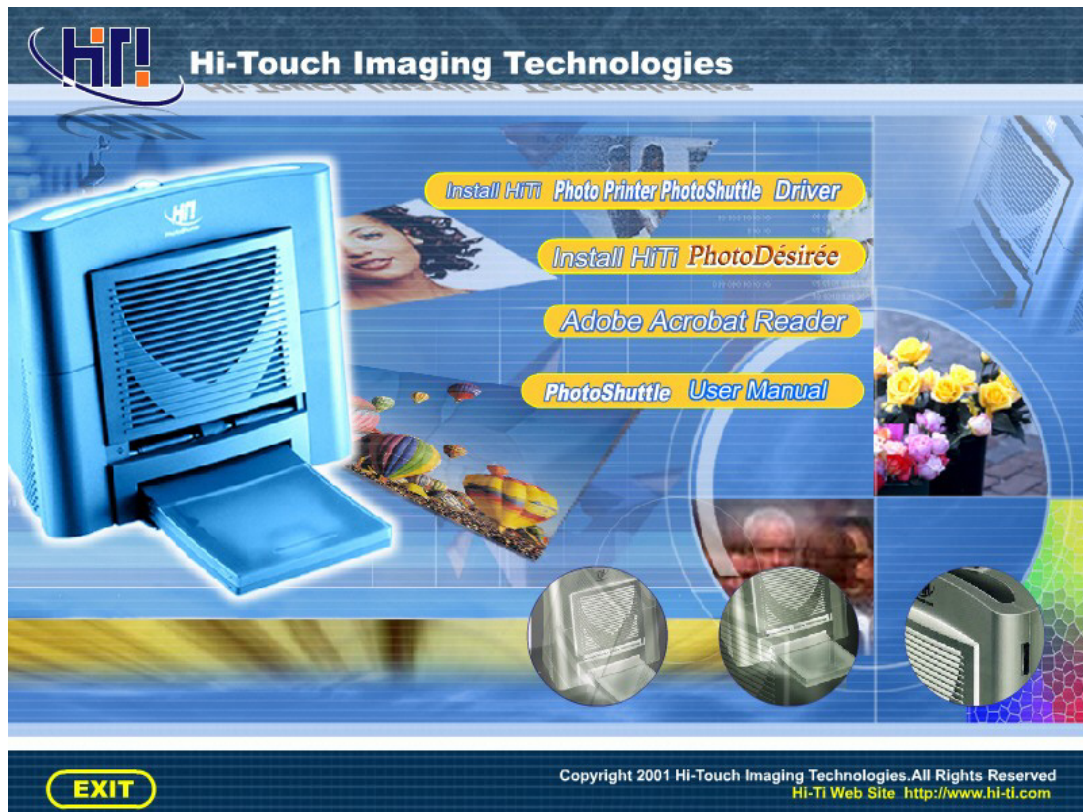 HiTi
Hi-Touch Imaging Technologies
HiTi
PhotoShuttle
Install HiTi Photo Printer PhotoShuttle Driver
Install HiTi PhotoDésirée
Adobe Acrobat Reader
PhotoShuttle User Manual
EXIT
Copyright 2001 Hi-Touch Imaging Technologies.All Rights Reserved
Hi-Ti Web Site http://www.hi-ti.com